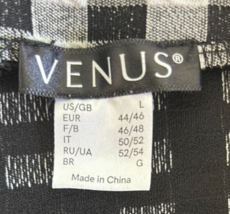 VENUS®
US/GB L
EUR 44/46
F/B 46/48
IT 50/52
RU/UA 52/54
BR G
Made in China